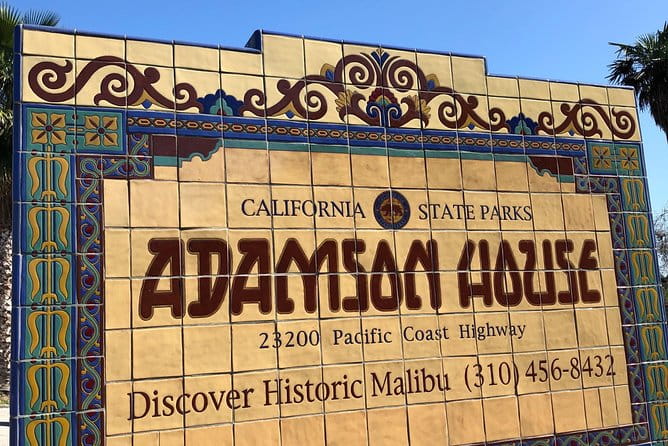 CALIFORNIA STATE PARKS
ADAMSON HOUSE
23200 Pacific Coast Highway
Discover Historic Malibu (310) 456-8432